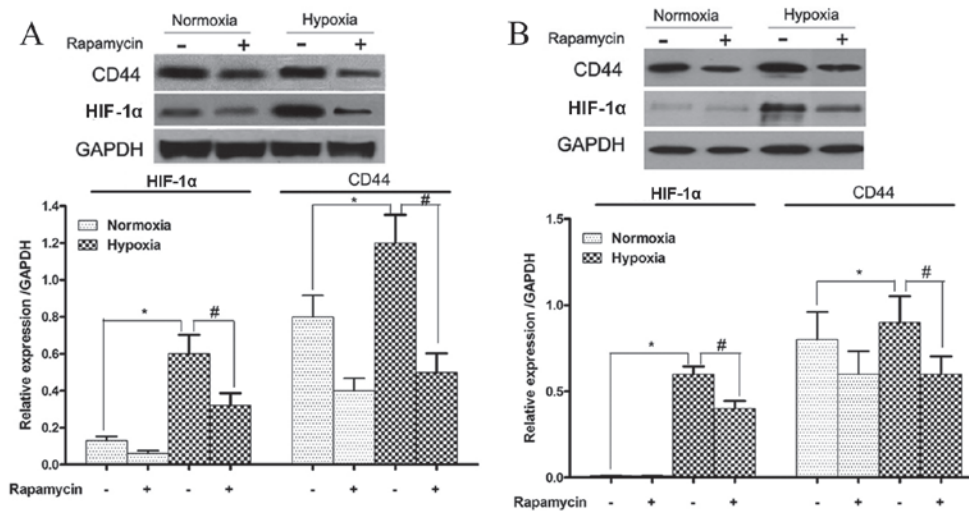 A
Normoxia Hypoxia
Rapamycin - + - +
CD44
HIF-1α
GAPDH
HIF-1α CD44
Relative expression /GAPDH
1.4
1.2
1.0
0.8
0.6
0.4
0.2
0.0
Normoxia
Hypoxia
* #
* #
Rapamycin - + - + - + - +
B
Normoxia Hypoxia
Rapamycin - + - +
CD44
HIF-1α
GAPDH
HIF-1α CD44
Relative expression /GAPDH
1.5
1.0
0.5
0.0
Normoxia
Hypoxia
* #
* #
Rapamycin - + - + - + - +